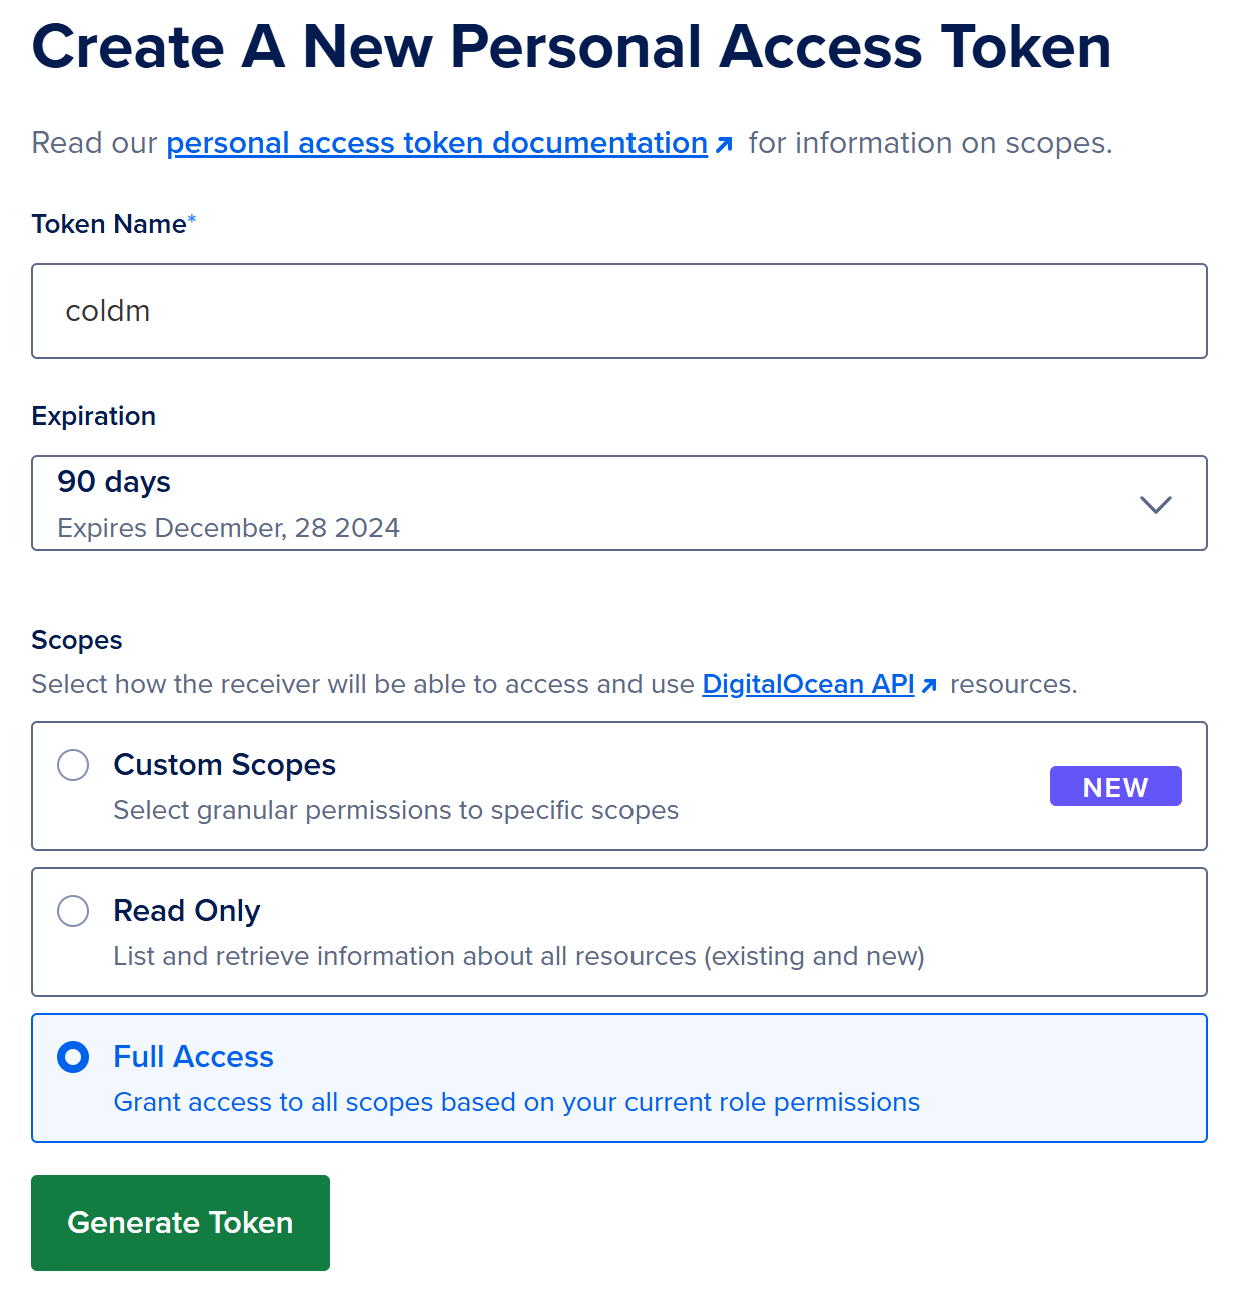 Create A New Personal Access Token
Read our personal access token documentation for information on scopes.
Token Name*
coldm
Expiration
90 days
Expires December, 28 2024
Scopes
Select how the receiver will be able to access and use DigitalOcean API resources.
Custom Scopes
NEW
Select granular permissions to specific scopes
Read Only
List and retrieve information about all resources (existing and new)
Full Access
Grant access to all scopes based on your current role permissions
Generate Token